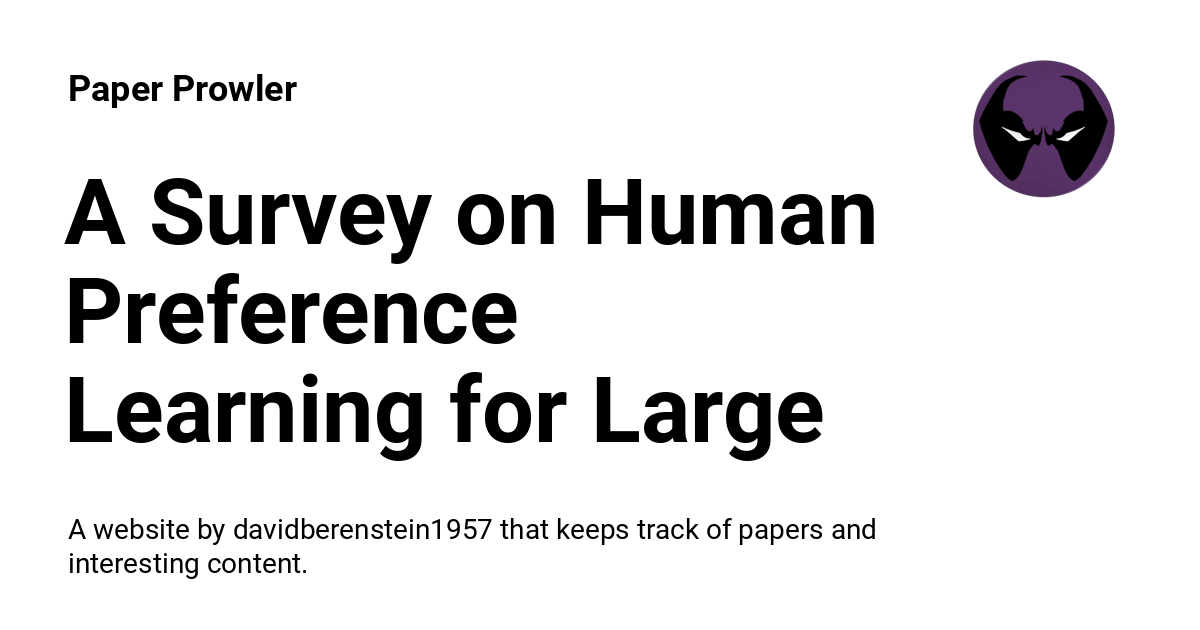 Paper Prowler
A Survey on Human
Preference
Learning for Large
A website by davidberenstein1957 that keeps track of papers and
interesting content.